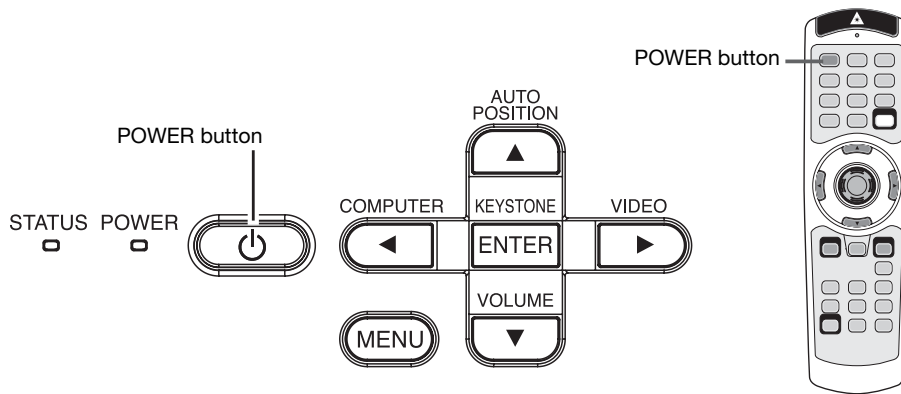 POWER button
AUTO
POSITION
POWER button
STATUS POWER
COMPUTER KEYSTONE VIDEO
ENTER
VOLUME
MENU